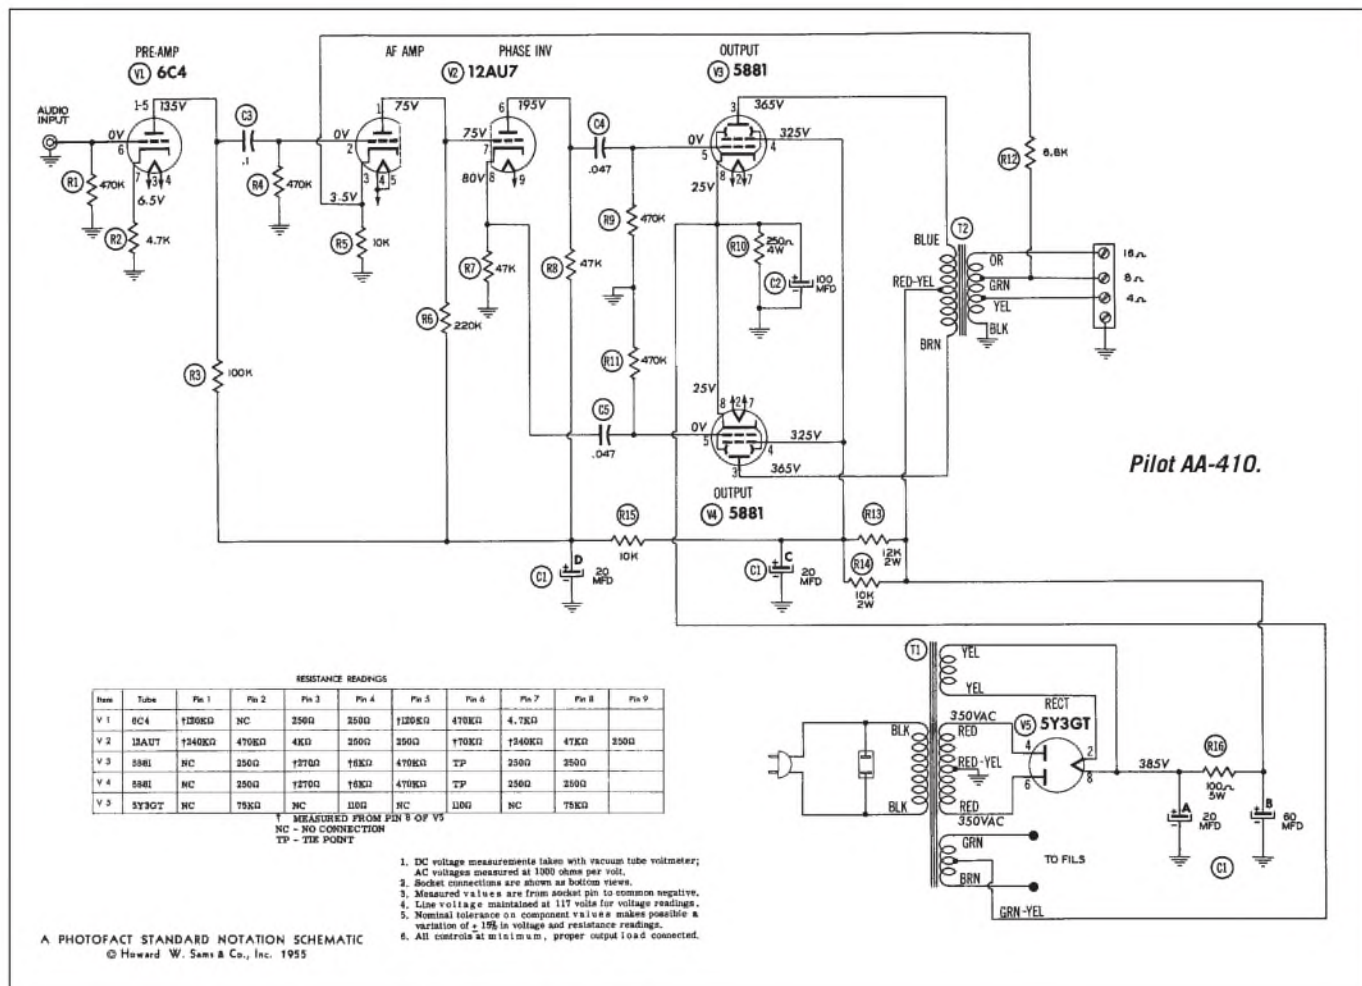 PRE-AMP
V1 6C4
AF AMP
PHASE INV
V2 12AU7
OUTPUT
V3 5881
AUDIO
INPUT
1-5
135V
0V
6
7 3 4
6.5V
R1
470K
R2
4.7K
C3
.1
R4
470K
0V
2
1
75V
3 4 5
3.5V
R5
10K
75V
7
6
195V
8 9
80V
R7
47K
R8
47K
R6
220K
R3
100K
C4
.047
R9
470K
R11
470K
C5
.047
0V
5
3
365V
325V
4
8 2 7
25V
R10
250Ω
4W
C2
100
MFD
25V
8 2 7
0V
5
325V
4
3
365V
OUTPUT
V4 5881
R12
6.8K
T2
BLUE
RED-YEL
BRN
OR
GRN
YEL
BLK
16Ω
8Ω
4Ω
Pilot AA-410.
R15
10K
R13
12K
2W
R14
10K
2W
C1
D
20
MFD
C1
C
20
MFD
T1
YEL
YEL
BLK
BLK
350VAC
RED
RED-YEL
RED
350VAC
GRN
BRN
GRN-YEL
TO FILS
RECT
V5 5Y3GT
4
6
2
8
385V
R16
100Ω
5W
A
20
MFD
B
60
MFD
C1
RESISTANCE READINGS
Item Tube Pin 1 Pin 2 Pin 3 Pin 4 Pin 5 Pin 6 Pin 7 Pin 8 Pin 9
V 1 6C4 †120KΩ NC 250Ω 250Ω †120KΩ 470KΩ 4.7KΩ
V 2 12AU7 †240KΩ 470KΩ 4KΩ 250Ω 250Ω †70KΩ †240KΩ 47KΩ 250Ω
V 3 5881 NC 250Ω †270Ω †6KΩ 470KΩ TP 250Ω 250Ω
V 4 5881 NC 250Ω †270Ω †6KΩ 470KΩ TP 250Ω 250Ω
V 5 5Y3GT NC 75KΩ NC 110Ω NC 110Ω NC 75KΩ
† MEASURED FROM PIN 8 OF V5
NC - NO CONNECTION
TP - TIE POINT
1. DC voltage measurements taken with vacuum tube voltmeter;
AC voltages measured at 1000 ohms per volt.
2. Socket connections are shown as bottom views.
3. Measured values are from socket pin to common negative.
4. Line voltage maintained at 117 volts for voltage readings.
5. Nominal tolerance on component values makes possible a
variation of ± 15% in voltage and resistance readings.
6. All controls at minimum, proper output load connected.
A PHOTOFACT STANDARD NOTATION SCHEMATIC
© Howard W. Sams & Co., Inc. 1955